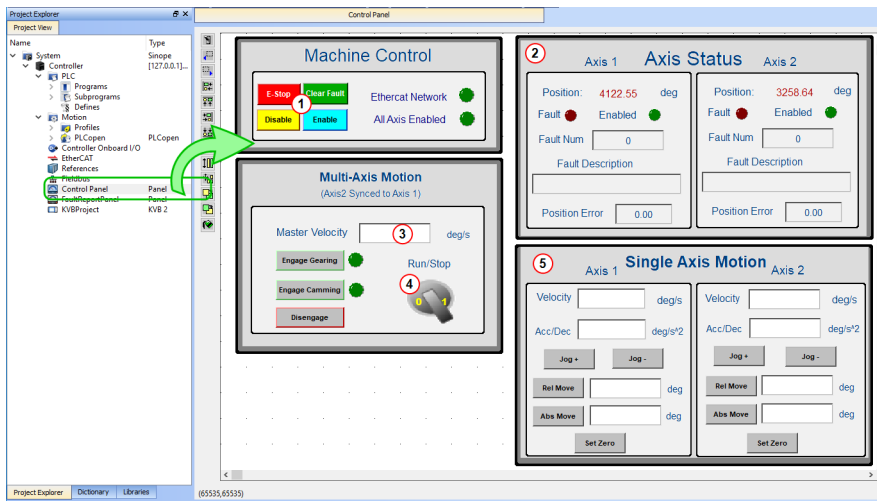 Project Explorer
Project View
Name Type
System Sinope
Controller [127.0.0.1]...
PLC
Programs
Subprograms
Defines
Motion
Profiles
PLCopen PLCopen
Controller Onboard I/O
EtherCAT
References
Fieldbus
Control Panel Panel
FaultReportPanel Panel
KVBProject KVB 2
Project Explorer Dictionary Libraries
Control Panel
Machine Control
E-Stop Clear Fault
1
Disable Enable
Ethercat Network
All Axis Enabled
Multi-Axis Motion
(Axis2 Synced to Axis 1)
Master Velocity 3 deg/s
Engage Gearing
Run/Stop
Engage Camming
4
0 1
Disengage
2
Axis 1 Axis Status Axis 2
Position: 4122.55 deg
Fault Enabled
Fault Num 0
Fault Description
Position Error 0.00
Position: 3258.64 deg
Fault Enabled
Fault Num 0
Fault Description
Position Error 0.00
5
Axis 1 Single Axis Motion Axis 2
Velocity deg/s
Acc/Dec deg/s^2
Jog + Jog -
Rel Move deg
Abs Move deg
Set Zero
Velocity deg/s
Acc/Dec deg/s^2
Jog + Jog -
Rel Move deg
Abs Move deg
Set Zero
(65535,65535)